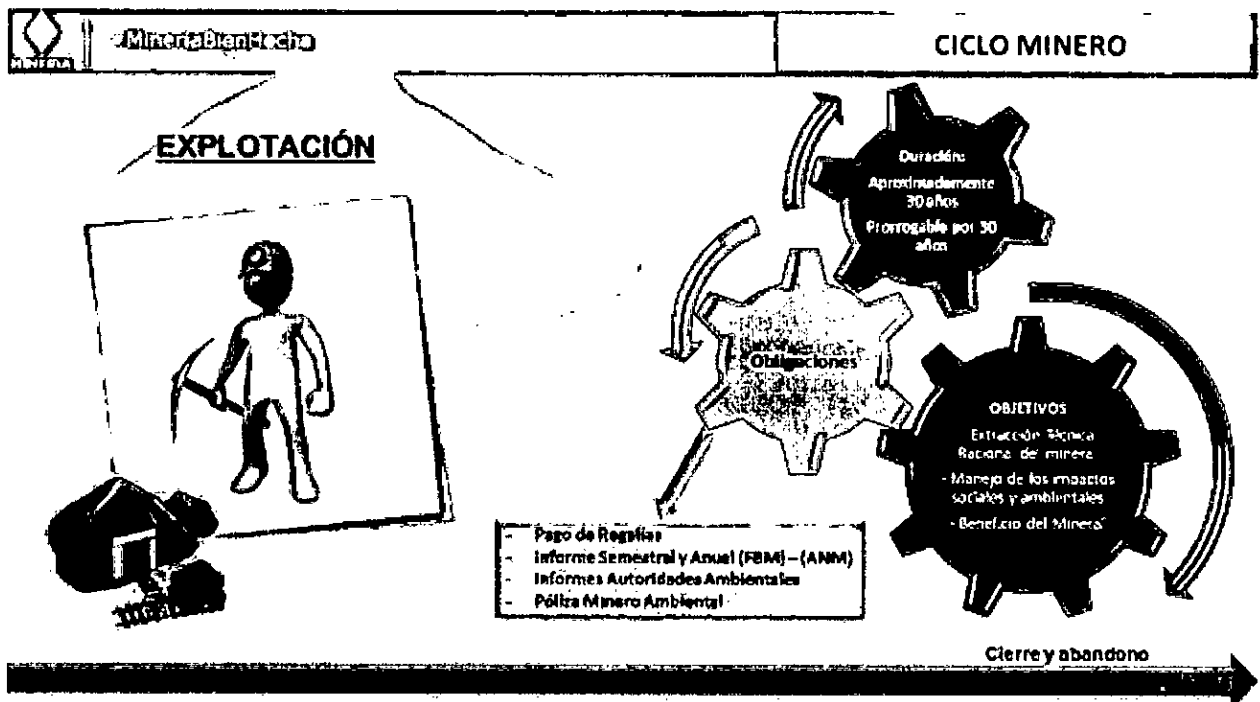 MINERÍA
#MineríaBienHecha
CICLO MINERO
EXPLOTACIÓN
Duración:
Aproximadamente
30 años
Prorrogable por 30
años
Obligaciones
OBJETIVOS
- Extracción Técnica
Racional del mineral
- Manejo de los impactos
sociales y ambientales
- Beneficio del Mineral
- Pago de Regalías
- Informe Semestral y Anual (FBM) – (ANM)
- Informes Autoridades Ambientales
- Póliza Minero Ambiental
Cierre y abandono